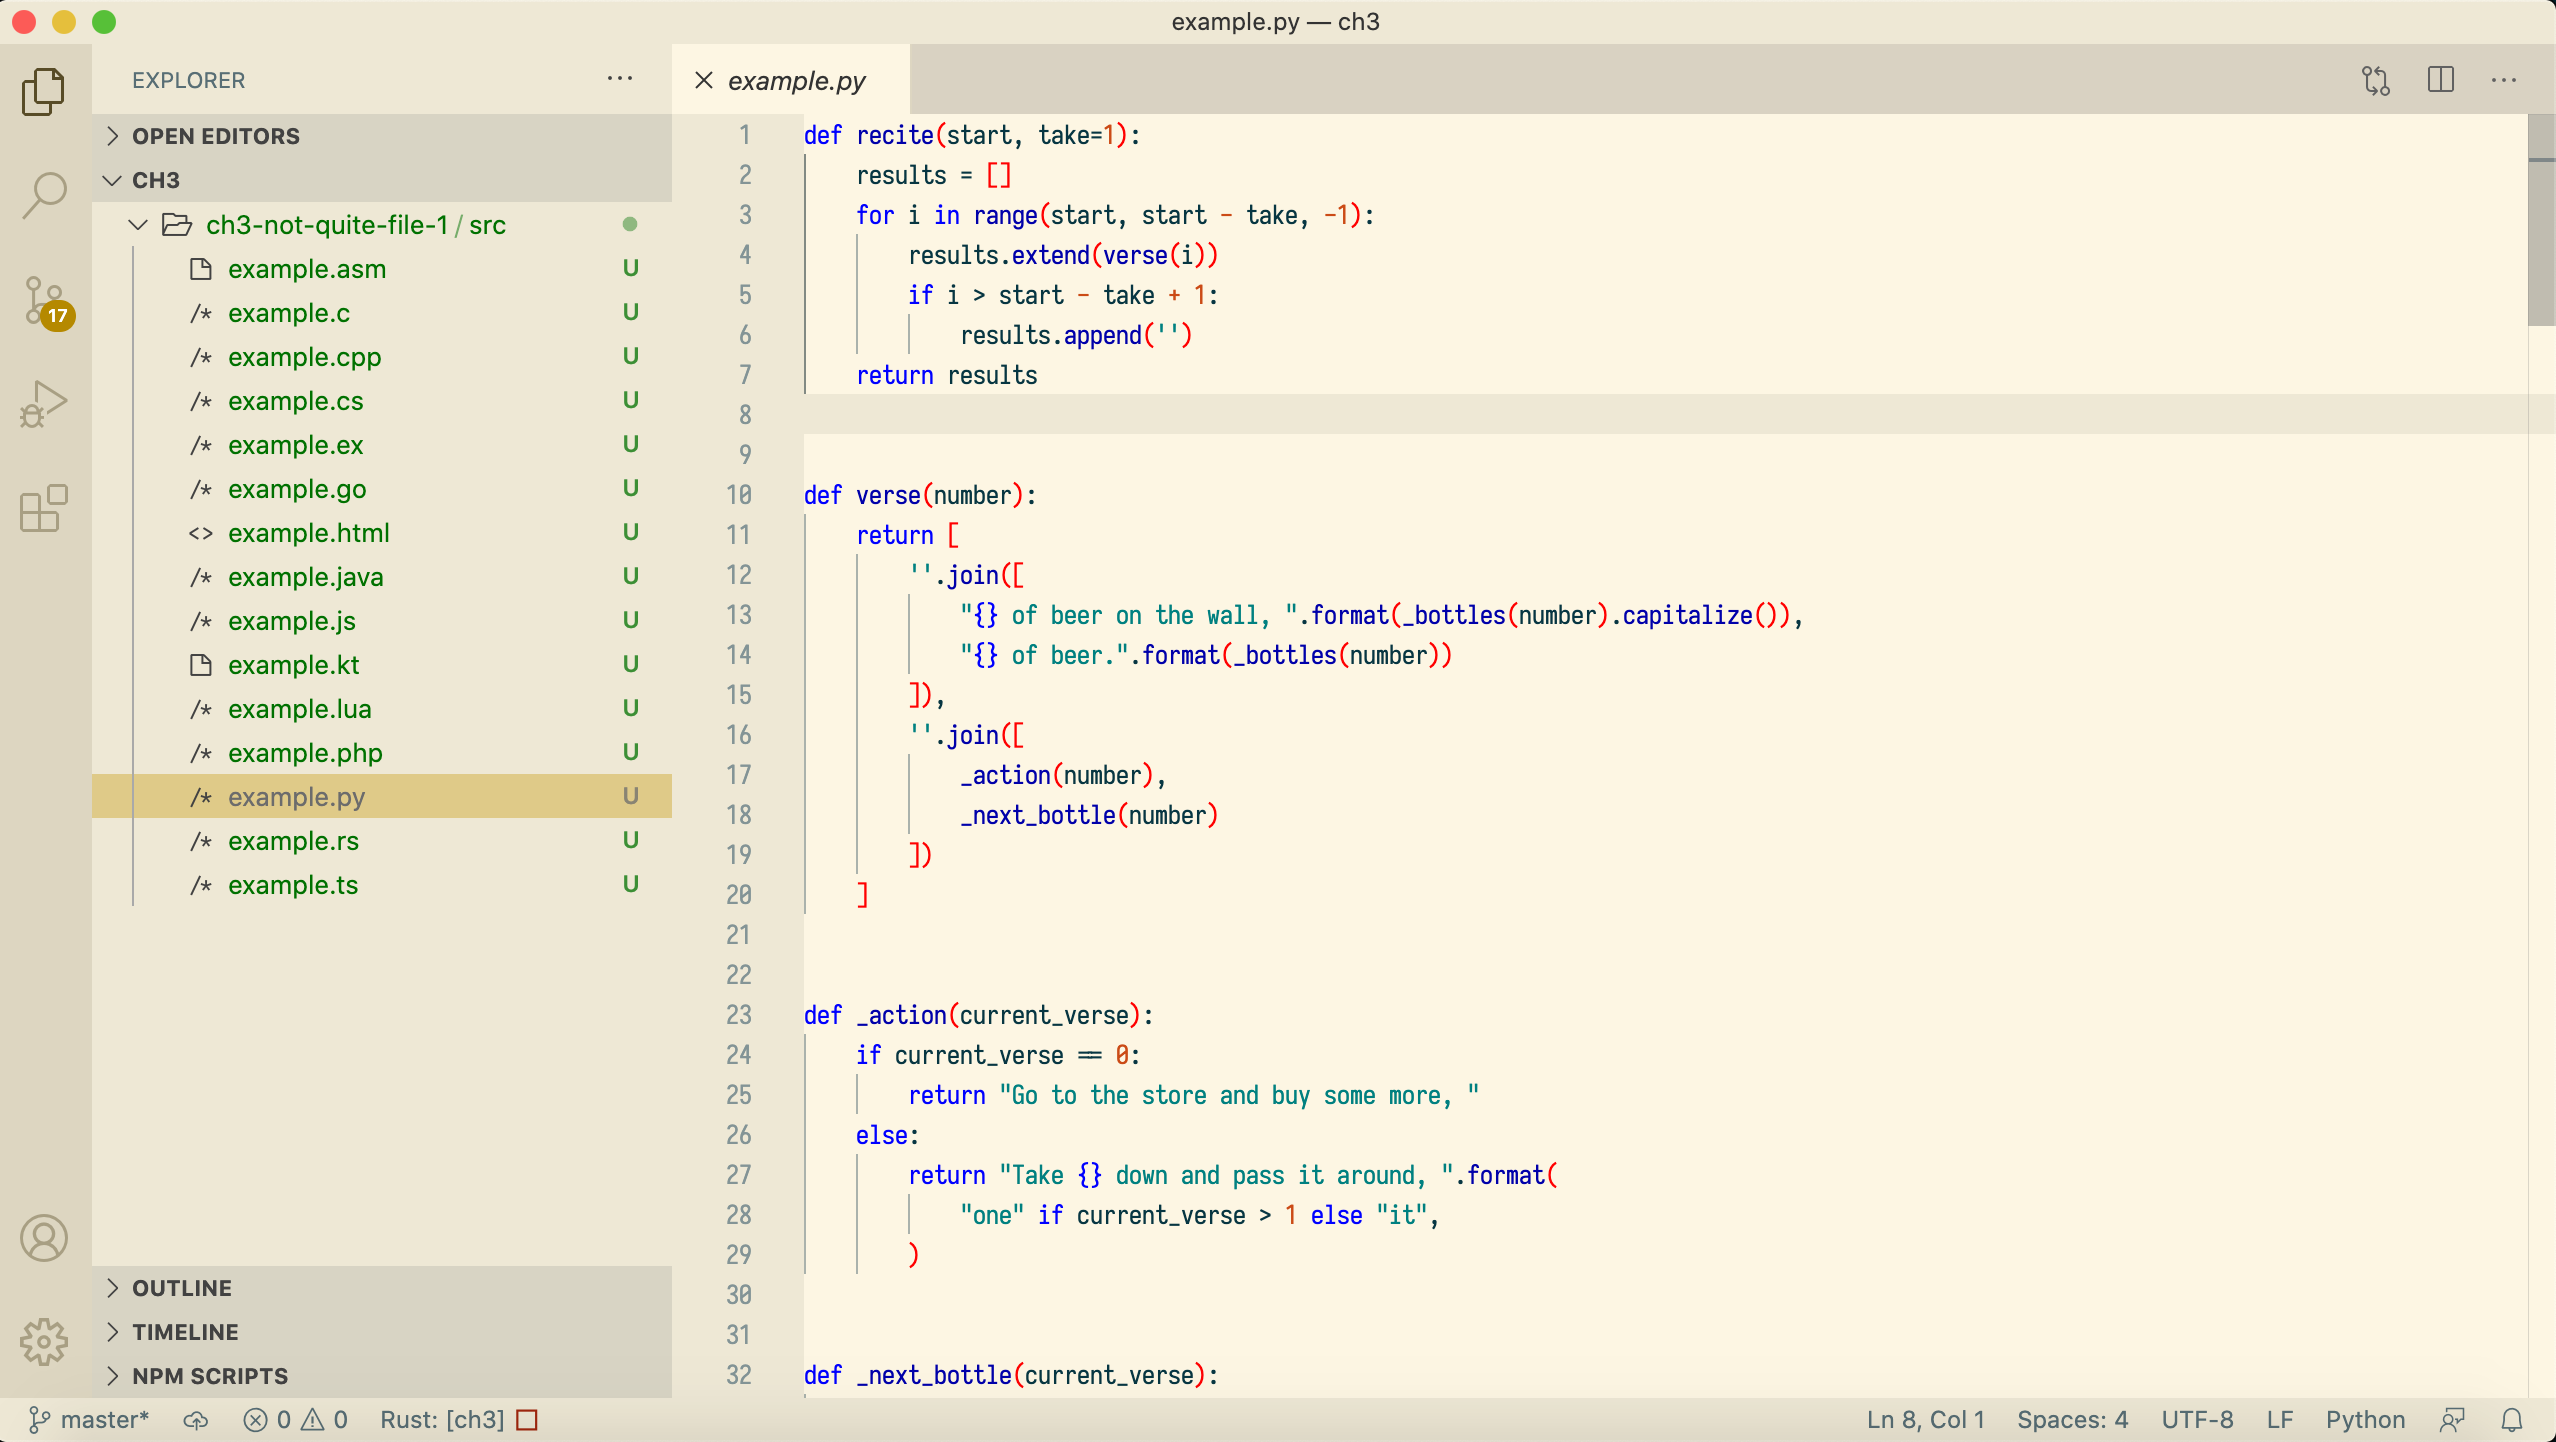 example.py — ch3
EXPLORER
example.py
OPEN EDITORS
CH3
ch3-not-quite-file-1 / src
example.asm U
/* example.c U
/* example.cpp U
/* example.cs U
/* example.ex U
/* example.go U
<> example.html U
/* example.java U
/* example.js U
example.kt U
/* example.lua U
/* example.php U
/* example.py U
/* example.rs U
/* example.ts U
17
OUTLINE
TIMELINE
NPM SCRIPTS
1 def recite(start, take=1):
2     results = []
3     for i in range(start, start - take, -1):
4         results.extend(verse(i))
5         if i > start - take + 1:
6             results.append('')
7     return results
8
9
10 def verse(number):
11     return [
12         ''.join([
13             "{} of beer on the wall, ".format(_bottles(number).capitalize()),
14             "{} of beer.".format(_bottles(number))
15         ]),
16         ''.join([
17             _action(number),
18             _next_bottle(number)
19         ])
20     ]
21
22
23 def _action(current_verse):
24     if current_verse == 0:
25         return "Go to the store and buy some more, "
26     else:
27         return "Take {} down and pass it around, ".format(
28             "one" if current_verse > 1 else "it",
29         )
30
31
32 def _next_bottle(current_verse):
master* 0 0 Rust: [ch3] Ln 8, Col 1 Spaces: 4 UTF-8 LF Python